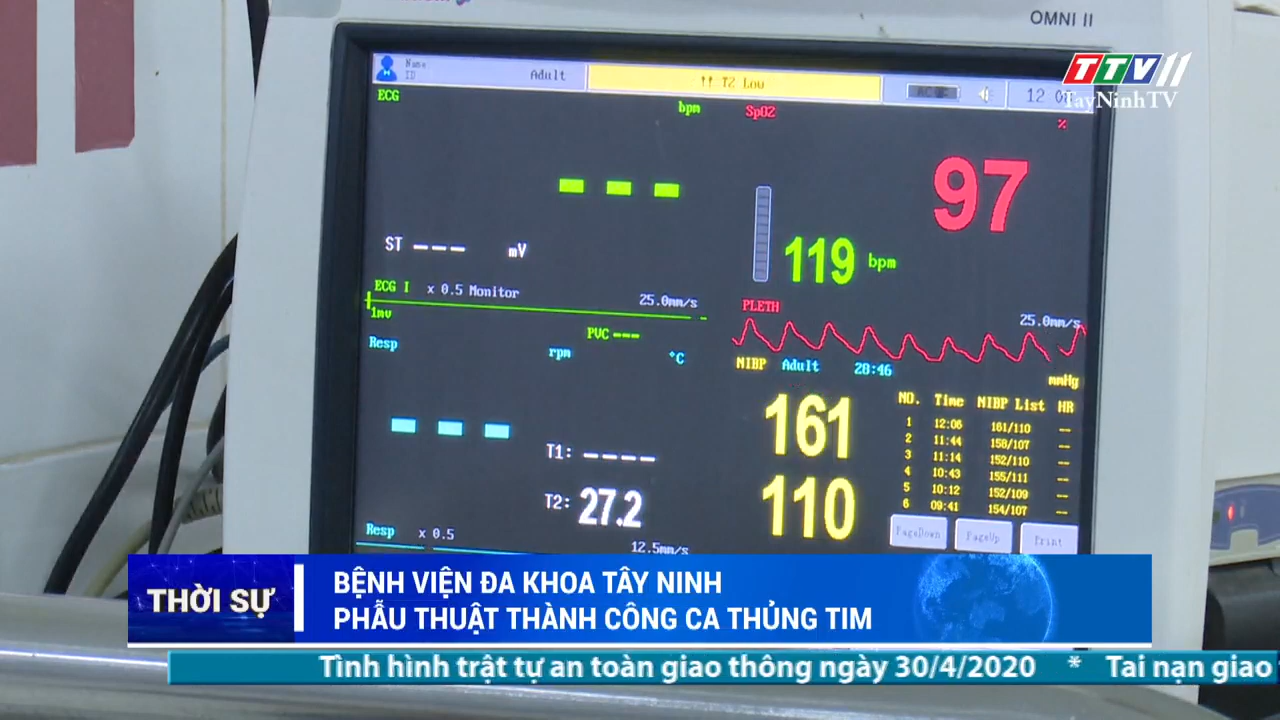 OMNI II
TTV11
TayNinhTV
Name
ID
Adult
↑↑ T2 Low
12 0
ECG
bpm
SpO2
%
97
ST --- mV
119 bpm
ECG I x 0.5 Monitor 25.0mm/s
1mv
PLETH
25.0mm/s
PVC ---
Resp
rpm
°C
NIBP Adult 28:46
mmHg
161
110
NO. Time NIBP List HR
1 12:06 161/110 --
2 11:44 158/107 --
3 11:14 152/110 --
4 10:43 155/111 --
5 10:12 152/109 --
6 09:41 154/107 --
T1: ----
T2: 27.2
PageDown PageUp Print
Resp x 0.5
12.5mm/s
THỜI SỰ
BỆNH VIỆN ĐA KHOA TÂY NINH
PHẪU THUẬT THÀNH CÔNG CA THỦNG TIM
Tình hình trật tự an toàn giao thông ngày 30/4/2020 * Tai nạn giao